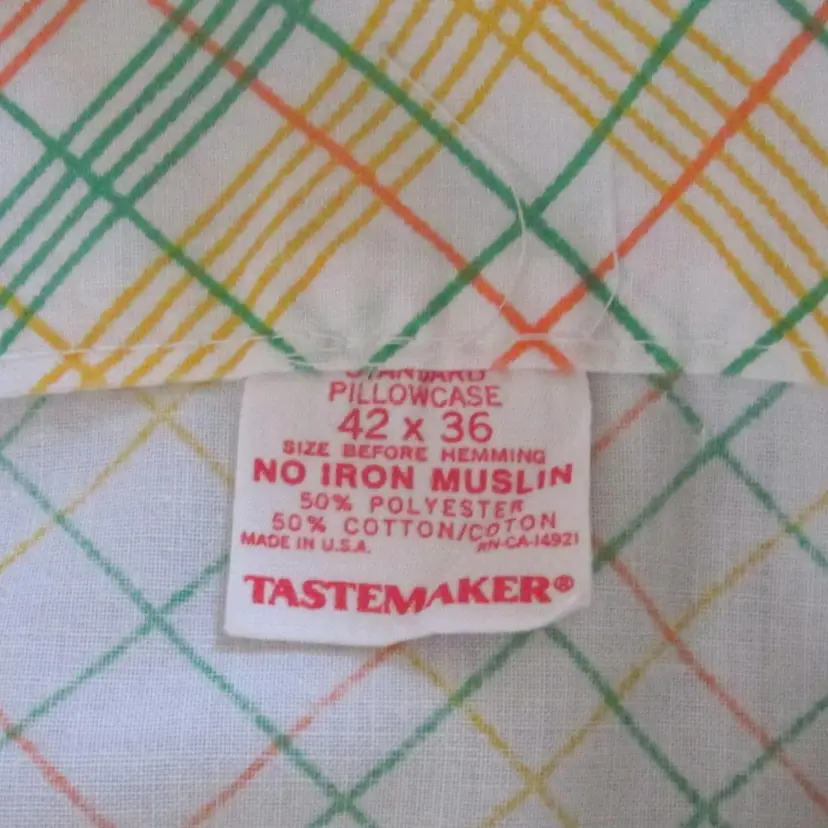 STANDARD
PILLOWCASE
42 x 36
SIZE BEFORE HEMMING
NO IRON MUSLIN
50% POLYESTER
50% COTTON/COTON
MADE IN U.S.A. RN-CA-14921
TASTEMAKER®